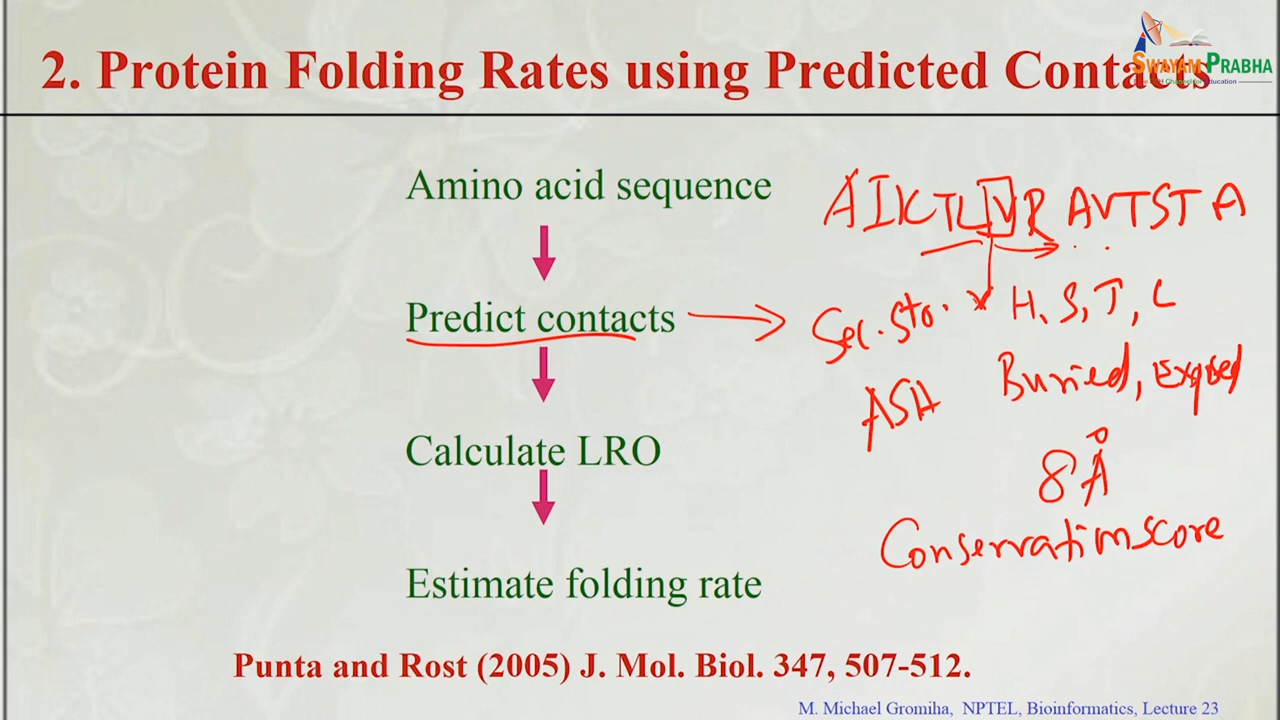 2. Protein Folding Rates using Predicted Contacts
SWAYAM PRABHA
Amino acid sequence
AIKTLIVR AVTSTA
Predict contacts
Sec. Str. H, S, T, C
ASA Buried, Exposed
Calculate LRO
8 Å
Conservation score
Estimate folding rate
Punta and Rost (2005) J. Mol. Biol. 347, 507-512.
M. Michael Gromiha, NPTEL, Bioinformatics, Lecture 23